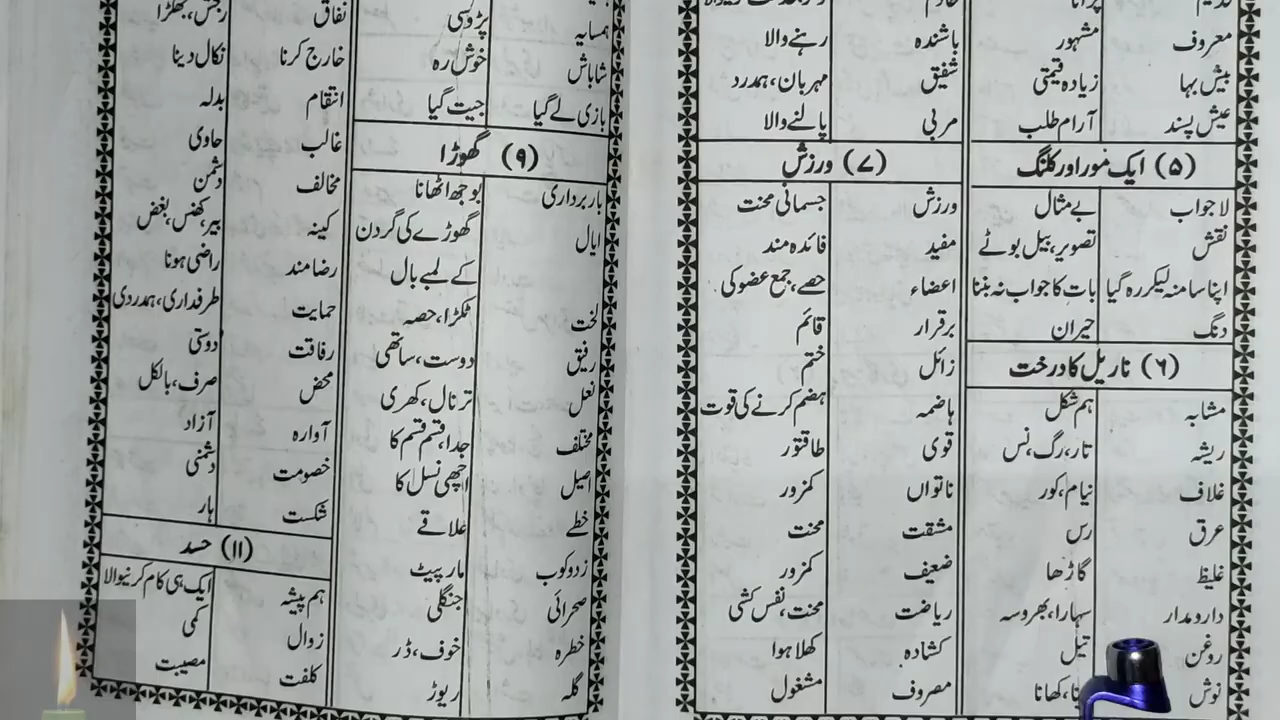 قدیم پرانا
معروف مشہور
بیش بہا زیادہ قیمتی
عیش پسند آرام طلب
(۵) ایک مور اور کلنگ
لاجواب بے مثال
نقش تصویر، بیل بوٹے
اپنا سا منہ لیکر رہ گیا بات کا جواب نہ بننا
دنگ حیران
(۶) ناریل کا درخت
مشابہ ہم شکل
ریشہ تار، رگ، نس
غلاف نیام، کور
عرق رس
غلیظ گاڑھا
دارومدار سہارا، بھروسہ
روغن تیل
نوش کھانا
خادم
باشندہ رہنے والا
شفیق مہربان، ہمدرد
مربی پالنے والا
(۷) ورزش
ورزش جسمانی محنت
مفید فائدہ مند
اعضاء حصے، جمع عضو کی
برقرار قائم
زائل ختم
ہاضمہ ہضم کرنے کی قوت
قوی طاقتور
ناتواں کمزور
مشقت محنت
ضعیف کمزور
ریاضت محنت، نفس کشی
کشادہ کھلا ہوا
مصروف مشغول
ہمسایہ پڑوسی
شاباش خوش رہ
بازی لے گیا جیت گیا
(۹) گھوڑا
باربرداری بوجھ اٹھانا
ایال گھوڑے کی گردن
کے لمبے بال
لخت ٹکڑا، حصہ
رفیق دوست، ساتھی
نعل ترنال، کھری
مختلف جدا، قسم قسم کا
اصیل اچھی نسل کا
خطے علاقے
زدوکوب مارپیٹ
صحرائی جنگلی
خطرہ خوف، ڈر
گلہ ریوڑ
نفاق رنجش، جھگڑا
خارج کرنا نکال دینا
انتقام بدلہ
غالب حاوی
مخالف دشمن
کینہ بیر، کھنس، بغض
رضامند راضی ہونا
حمایت طرفداری، ہمدردی
رفاقت دوستی
محض صرف، بالکل
آوارہ آزاد
خصومت دشمنی
شکست ہار
(۱۱) حسد
ہم پیشہ ایک ہی کام کرنیوالا
زوال کمی
کلفت مصیبت